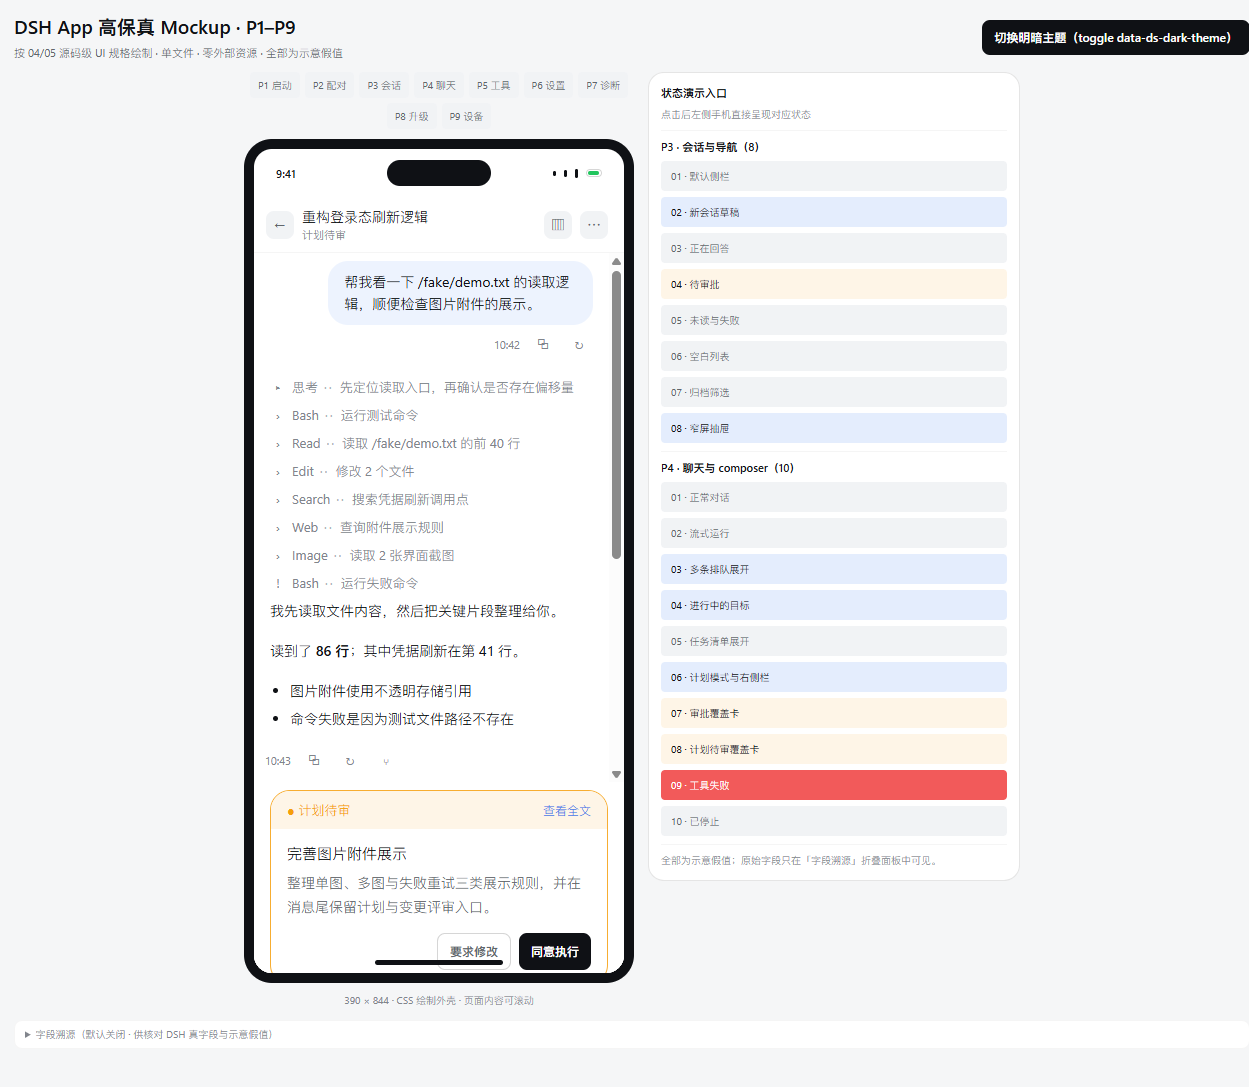 DSH App 高保真 Mockup · P1–P9
按 04/05 源码级 UI 规格绘制 · 单文件 · 零外部资源 · 全部为示意假值
切换明暗主题（toggle data-ds-dark-theme）
P1 启动
P2 配对
P3 会话
P4 聊天
P5 工具
P6 设置
P7 诊断
P8 升级
P9 设备
9:41
重构登录态刷新逻辑
计划待审
帮我看一下 /fake/demo.txt 的读取逻
辑，顺便检查图片附件的展示。
10:42
思考 ·· 先定位读取入口，再确认是否存在偏移量
Bash ·· 运行测试命令
Read ·· 读取 /fake/demo.txt 的前 40 行
Edit ·· 修改 2 个文件
Search ·· 搜索凭据刷新调用点
Web ·· 查询附件展示规则
Image ·· 读取 2 张界面截图
! Bash ·· 运行失败命令
我先读取文件内容，然后把关键片段整理给你。
读到了 86 行；其中凭据刷新在第 41 行。
图片附件使用不透明存储引用
命令失败是因为测试文件路径不存在
10:43
计划待审
查看全文
完善图片附件展示
整理单图、多图与失败重试三类展示规则，并在
消息尾保留计划与变更评审入口。
要求修改
同意执行
390 × 844 · CSS 绘制外壳 · 页面内容可滚动
状态演示入口
点击后左侧手机直接呈现对应状态
P3 · 会话与导航（8）
01 · 默认侧栏
02 · 新会话草稿
03 · 正在回答
04 · 待审批
05 · 未读与失败
06 · 空白列表
07 · 归档筛选
08 · 窄屏抽屉
P4 · 聊天与 composer（10）
01 · 正常对话
02 · 流式运行
03 · 多条排队展开
04 · 进行中的目标
05 · 任务清单展开
06 · 计划模式与右侧栏
07 · 审批覆盖卡
08 · 计划待审覆盖卡
09 · 工具失败
10 · 已停止
全部为示意假值；原始字段只在「字段溯源」折叠面板中可见。
字段溯源（默认关闭 · 供核对 DSH 真字段与示意假值）